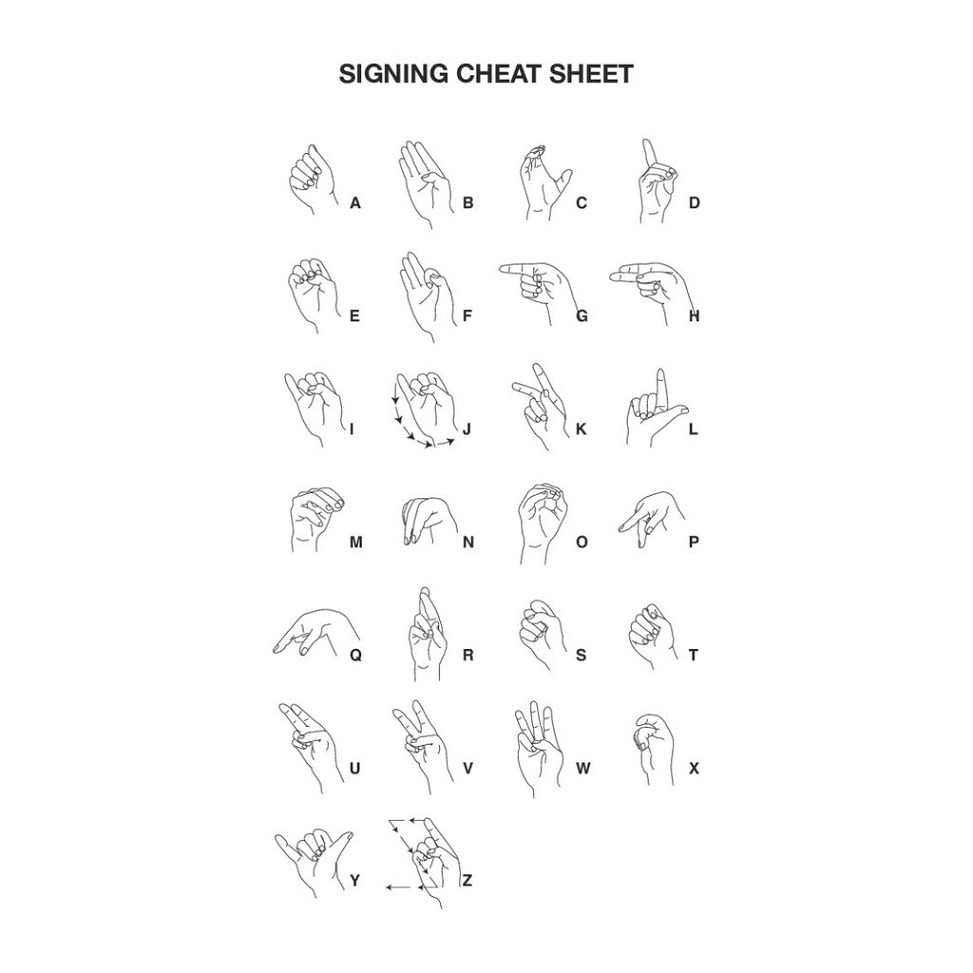 SIGNING CHEAT SHEET
A B C D
E F G H
I J K L
M N O P
Q R S T
U V W X
Y Z